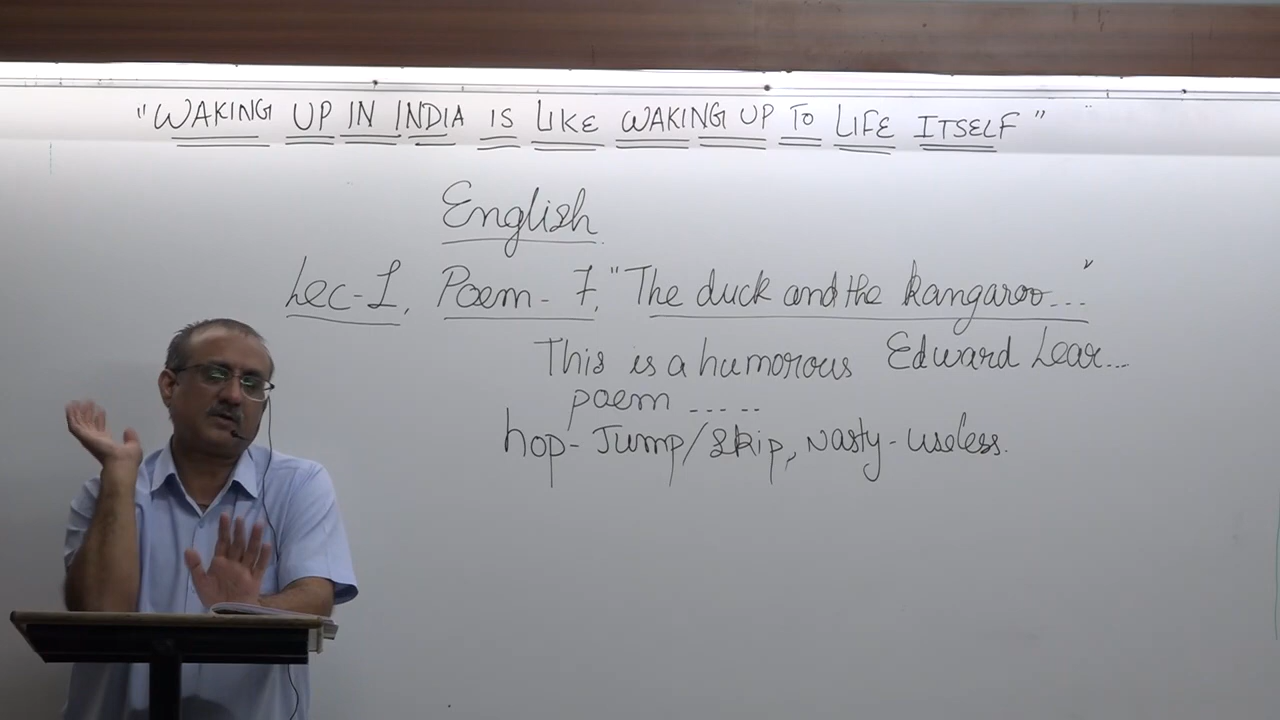 "WAKING UP IN INDIA IS LIKE WAKING UP TO LIFE ITSELF"
English
Lec-1, Poem-7, "The duck and the kangaroo..."
This is a humorous Edward Lear...
poem .....
hop- Jump/skip, Nasty-useless.